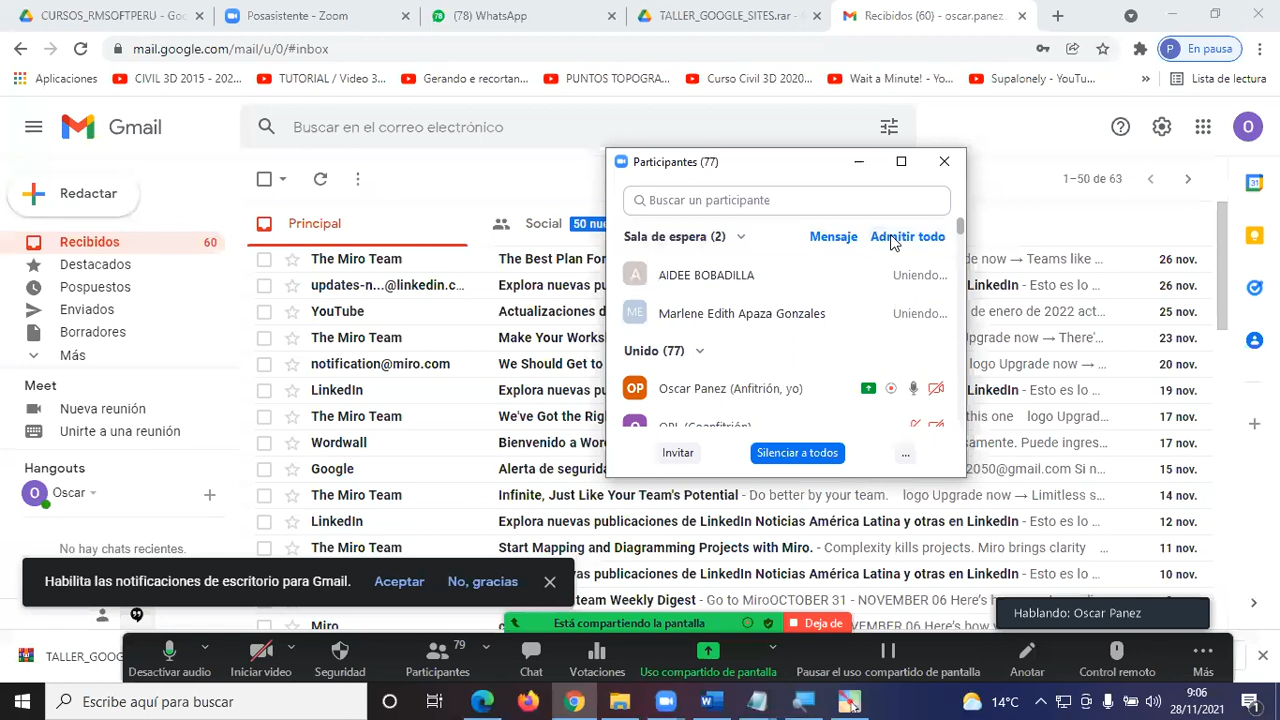 CURSOS_RMSOFTPERU - Goo
Posasistente - Zoom
(78) WhatsApp
TALLER_GOOGLE_SITES.rar - G
Recibidos (60) - oscar.panez
mail.google.com/mail/u/0/#inbox
En pausa
Aplicaciones
CIVIL 3D 2015 - 202...
TUTORIAL / Video 3...
Gerando e recortan...
PUNTOS TOPOGRA...
Curso Civil 3D 2020...
Wait a Minute! - Yo...
Supalonely - YouTu...
»
Lista de lectura
Gmail
Buscar en el correo electrónico
O
Redactar
1–50 de 63
Principal
Social
50 nue
Recibidos 60
Destacados
Pospuestos
Enviados
Borradores
Más
Meet
Nueva reunión
Unirte a una reunión
Hangouts
O Oscar
No hay chats recientes.
The Miro Team The Best Plan For now → Teams like ... 26 nov.
updates-n...@linkedin.c... Explora nuevas pu LinkedIn - Esto es lo ... 26 nov.
YouTube Actualizaciones d de enero de 2022 act... 25 nov.
The Miro Team Make Your Works now → There'... 23 nov.
notification@miro.com We Should Get to 20 nov.
LinkedIn Explora nuevas pu LinkedIn - Esto es lo ... 19 nov.
The Miro Team We've Got the Rig this one logo Upgrad... 17 nov.
Wordwall Bienvenido a Wor samente. Puede ingres... 17 nov.
Google Alerta de segurida 2050@gmail.com Si n... 16 nov.
The Miro Team Infinite, Just Like Your Team's Potential - Do better by your team. logo Upgrade now → Limitless s... 14 nov.
LinkedIn Explora nuevas publicaciones de LinkedIn Noticias América Latina y otras en LinkedIn - Esto es lo ... 12 nov.
The Miro Team Start Mapping and Diagramming Projects with Miro. - Complexity kills projects. Miro brings clarity ... 11 nov.
Explora nuevas publicaciones de LinkedIn Noticias América Latina y otras en LinkedIn - Esto es lo ... 10 nov.
team Weekly Digest - Go to MiroOCTOBER 31 - NOVEMBER 06 Here's h
Miro
Participantes (77)
Buscar un participante
Sala de espera (2)
Mensaje
Admitir todo
A AIDEE BOBADILLA Uniendo...
ME Marlene Edith Apaza Gonzales Uniendo...
Unido (77)
OP Oscar Panez (Anfitrión, yo)
Invitar
Silenciar a todos
...
Habilita las notificaciones de escritorio para Gmail. Aceptar No, gracias
Hablando: Oscar Panez
Está compartiendo la pantalla
Deja de
TALLER_GOOG
Desactivar audio
Iniciar video
Seguridad
Participantes
79
Chat
Votaciones
Uso compartido de pantalla
Pausar el uso compartido de pantalla
Anotar
Control remoto
Más
Escribe aquí para buscar
14°C
9:06
28/11/2021
1